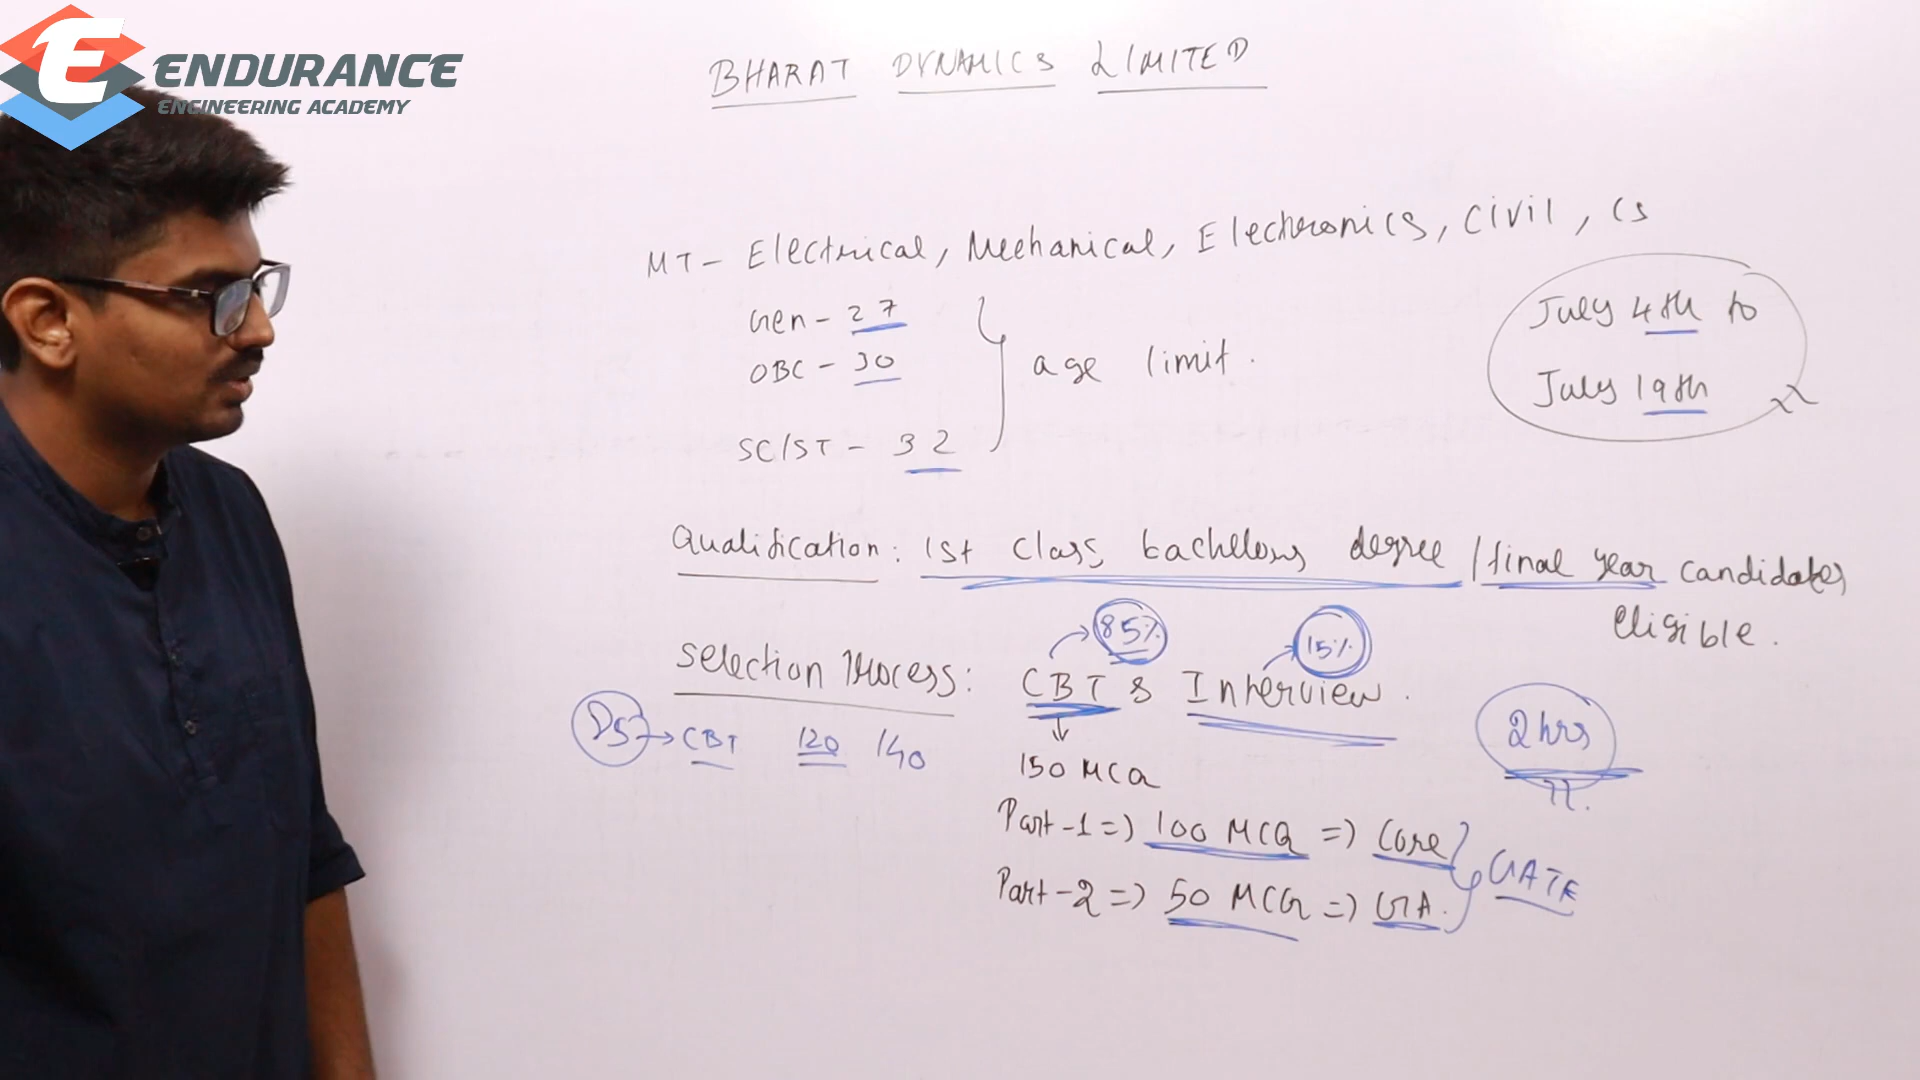 ENDURANCE
ENGINEERING ACADEMY
BHARAT DYNAMICS LIMITED
MT - Electrical, Mechanical, Electronics, Civil, CS
Gen - 27
OBC - 30
SC/ST - 32
age limit.
July 4th to
July 19th
Qualification: 1st class bachelors degree / final year candidates
eligible.
85% 15%
Selection Process: CBT & Interview.
→ CBT 120 140
2 hrs
150 MCQ
Part-1 => 100 MCQ => Core
Part-2 => 50 MCQ => GA.
GATE